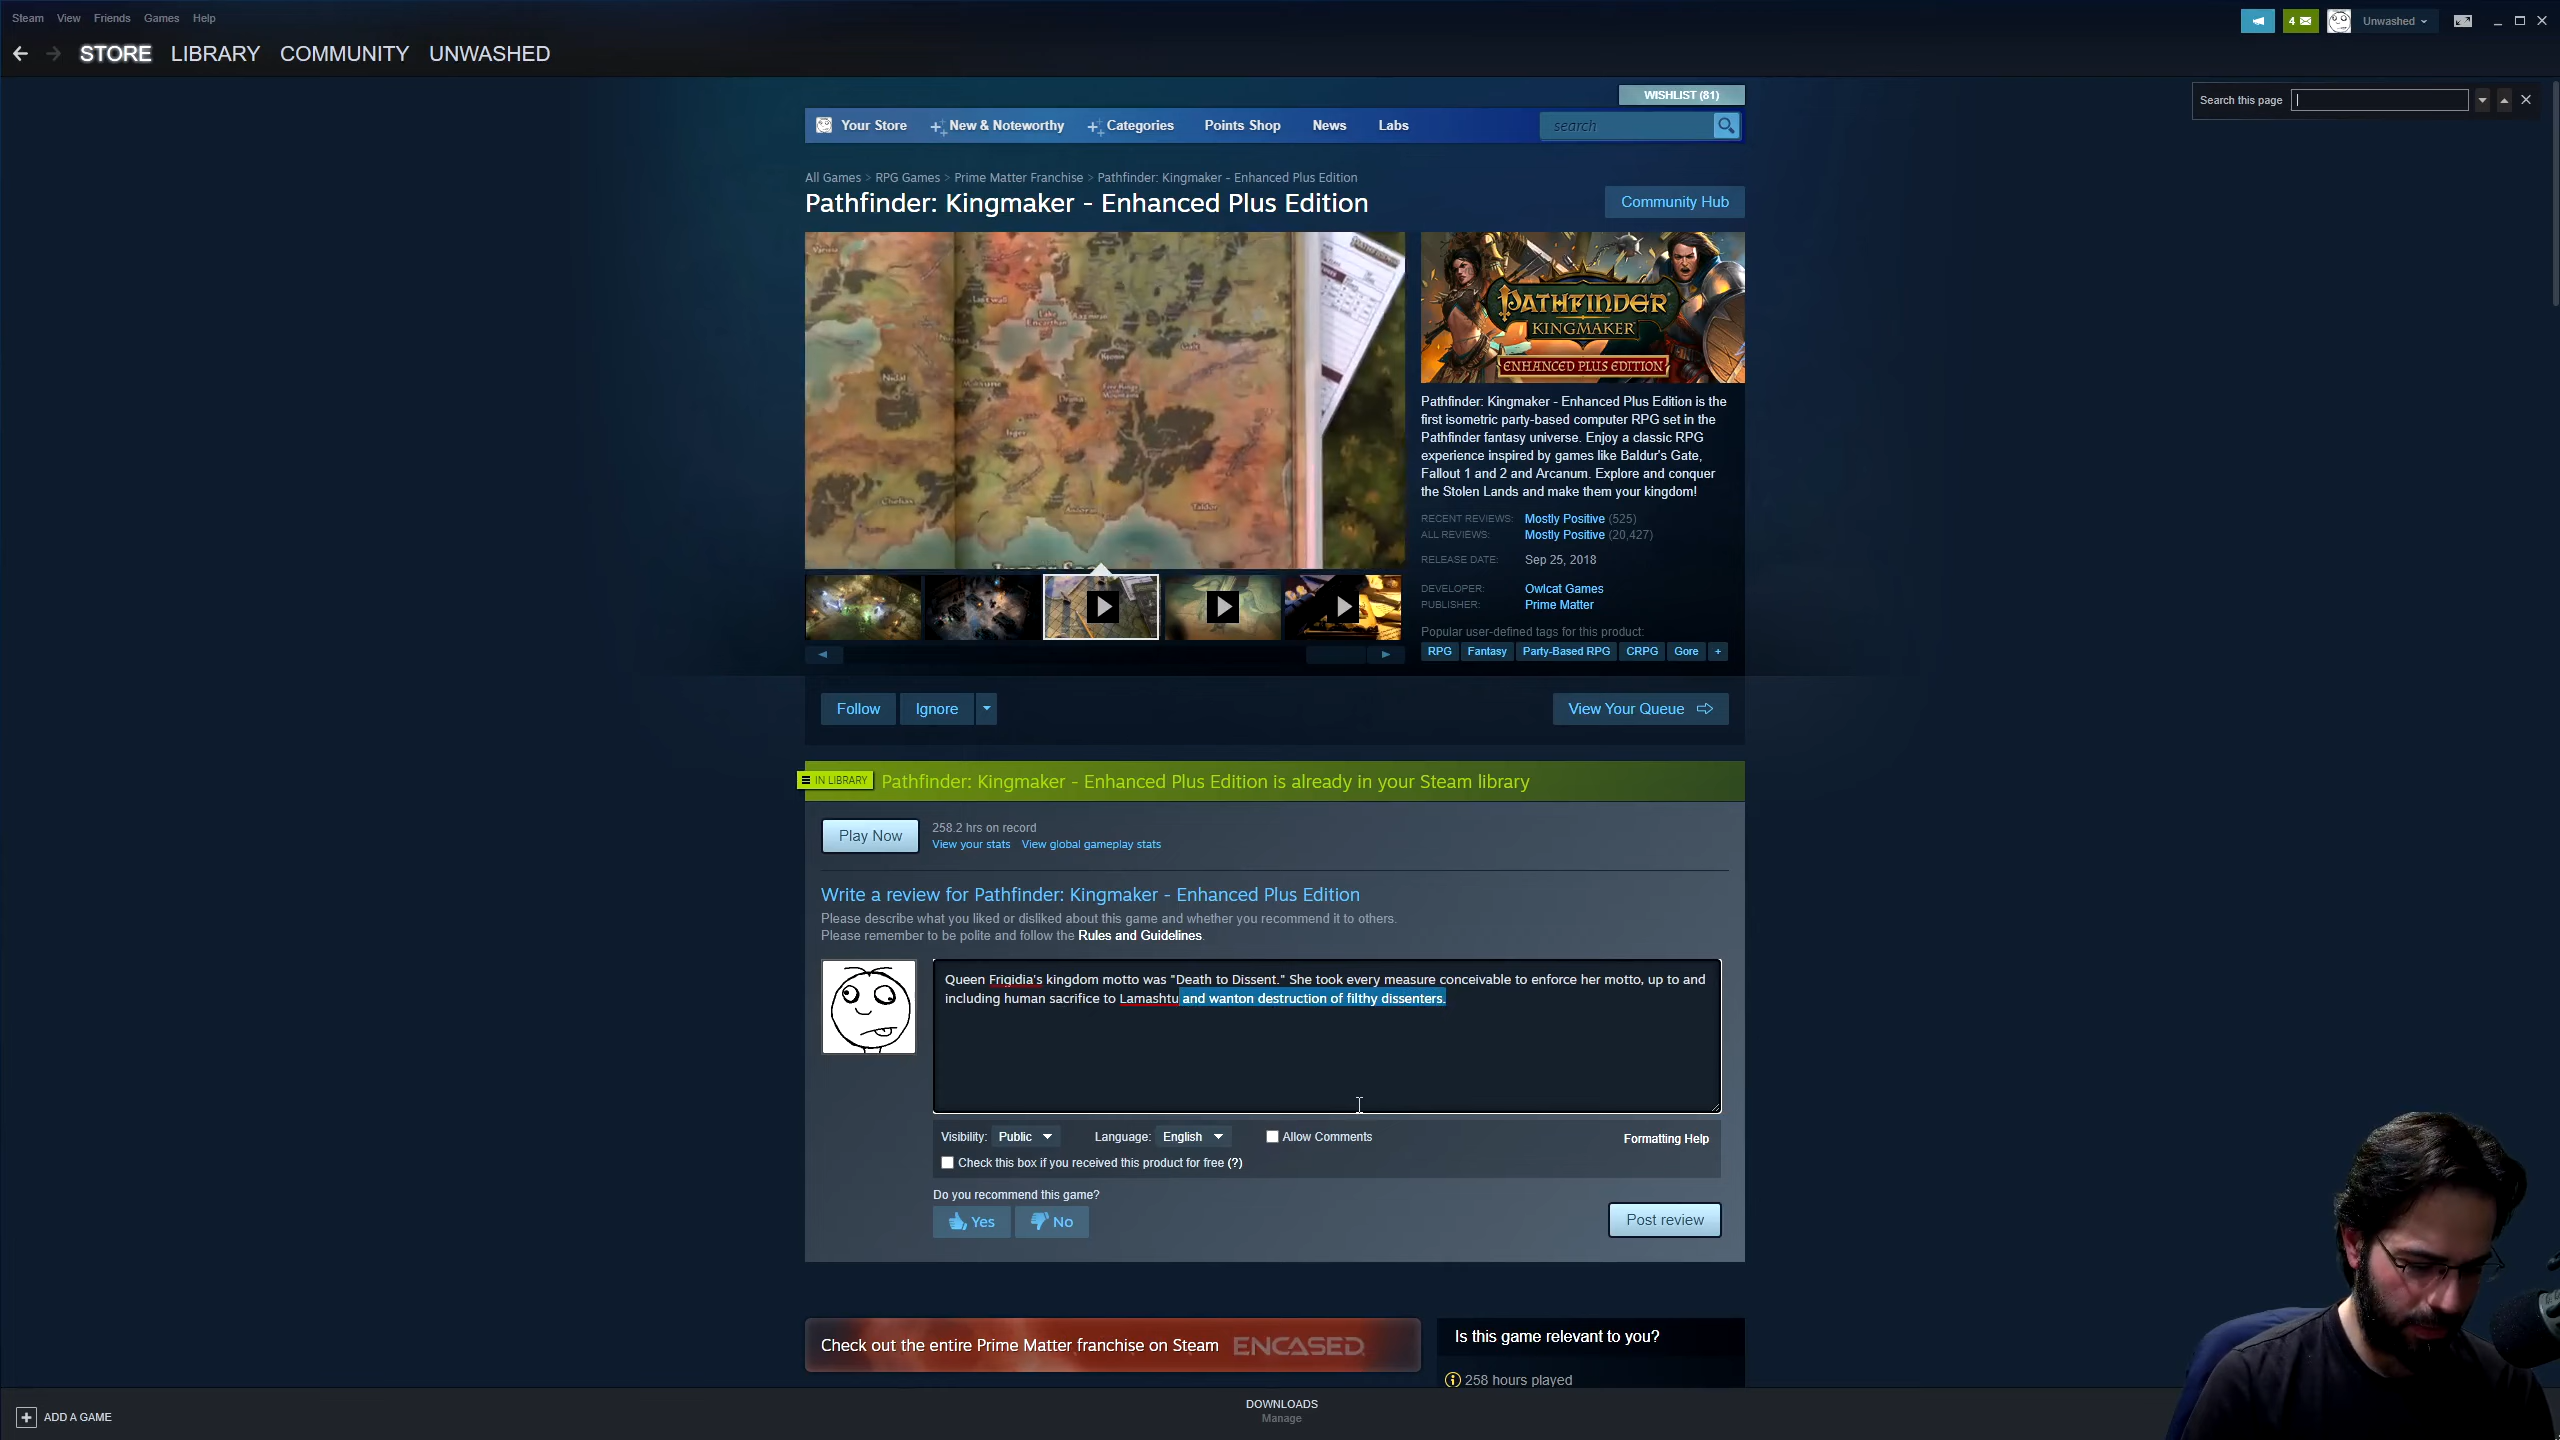 Steam View Friends Games Help
4 Unwashed
STORE LIBRARY COMMUNITY UNWASHED
Search this page
WISHLIST (81)
Your Store New & Noteworthy Categories Points Shop News Labs search
All Games > RPG Games > Prime Matter Franchise > Pathfinder: Kingmaker - Enhanced Plus Edition
Pathfinder: Kingmaker - Enhanced Plus Edition
Community Hub
PATHFINDER
KINGMAKER
ENHANCED PLUS EDITION
Pathfinder: Kingmaker - Enhanced Plus Edition is the
first isometric party-based computer RPG set in the
Pathfinder fantasy universe. Enjoy a classic RPG
experience inspired by games like Baldur's Gate,
Fallout 1 and 2 and Arcanum. Explore and conquer
the Stolen Lands and make them your kingdom!
RECENT REVIEWS: Mostly Positive (525)
ALL REVIEWS: Mostly Positive (20,427)
RELEASE DATE: Sep 25, 2018
DEVELOPER: Owlcat Games
PUBLISHER: Prime Matter
Popular user-defined tags for this product:
RPG Fantasy Party-Based RPG CRPG Gore +
Follow Ignore
View Your Queue
IN LIBRARY Pathfinder: Kingmaker - Enhanced Plus Edition is already in your Steam library
Play Now
258.2 hrs on record
View your stats View global gameplay stats
Write a review for Pathfinder: Kingmaker - Enhanced Plus Edition
Please describe what you liked or disliked about this game and whether you recommend it to others.
Please remember to be polite and follow the Rules and Guidelines.
Queen Frigidia's kingdom motto was "Death to Dissent." She took every measure conceivable to enforce her motto, up to and
including human sacrifice to Lamashtu and wanton destruction of filthy dissenters.
Visibility: Public Language: English Allow Comments Formatting Help
Check this box if you received this product for free (?)
Do you recommend this game?
Yes No
Post review
Check out the entire Prime Matter franchise on Steam ENCASED
Is this game relevant to you?
258 hours played
ADD A GAME
DOWNLOADS
Manage